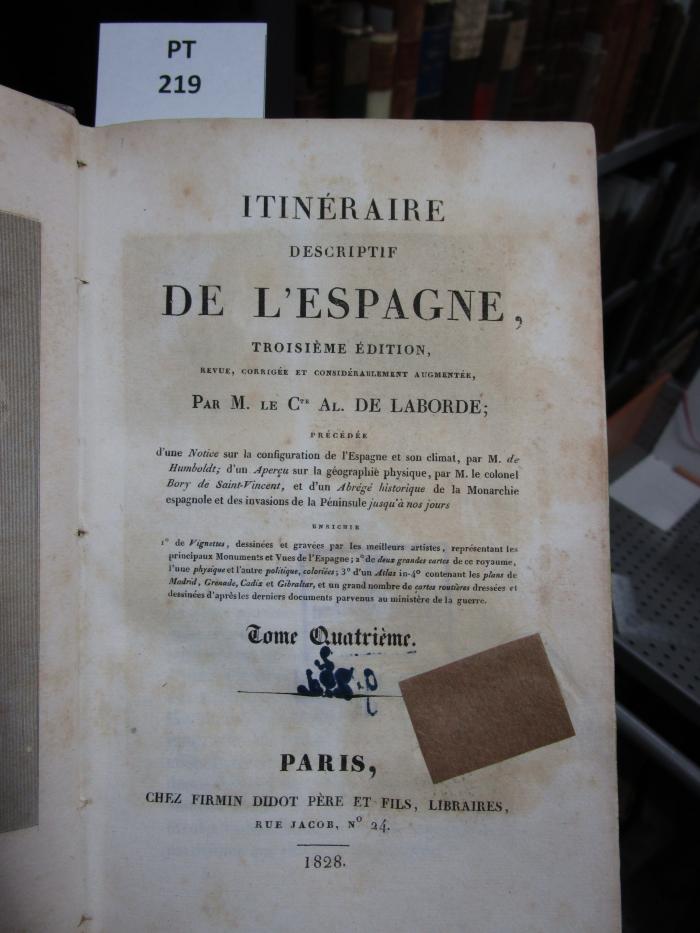 PT
219
ITINÉRAIRE
DESCRIPTIF
DE L'ESPAGNE,
TROISIÈME ÉDITION,
REVUE, CORRIGÉE ET CONSIDÉRABLEMENT AUGMENTÉE,
PAR M. LE Cᵗᵉ AL. DE LABORDE;
PRÉCÉDÉE
d'une Notice sur la configuration de l'Espagne et son climat, par M. de
Humboldt; d'un Aperçu sur la géographie physique, par M. le colonel
Bory de Saint-Vincent, et d'un Abrégé historique de la Monarchie
espagnole et des invasions de la Péninsule jusqu'à nos jours
ENRICHIE
1° de Vignettes, dessinées et gravées par les meilleurs artistes, représentant les
principaux Monuments et Vues de l'Espagne; 2° de deux grandes cartes de ce royaume,
l'une physique et l'autre politique, coloriées; 3° d'un Atlas in-4° contenant les plans de
Madrid, Grenade, Cadix et Gibraltar, et un grand nombre de cartes routières dressées et
dessinées d'après les derniers documents parvenus au ministère de la guerre.
Tome Quatrième.
PARIS,
CHEZ FIRMIN DIDOT PÈRE ET FILS, LIBRAIRES,
RUE JACOB, N° 24.
1828.